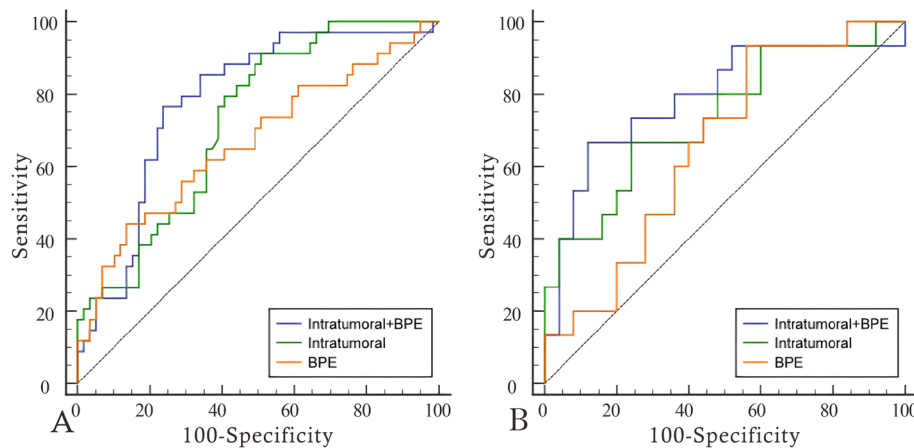 100
80
60
40
20
0
Sensitivity
Intratumoral+BPE
Intratumoral
BPE
0 20 40 60 80 100
100-Specificity
A
100
80
60
40
20
0
Sensitivity
Intratumoral+BPE
Intratumoral
BPE
0 20 40 60 80 100
100-Specificity
B